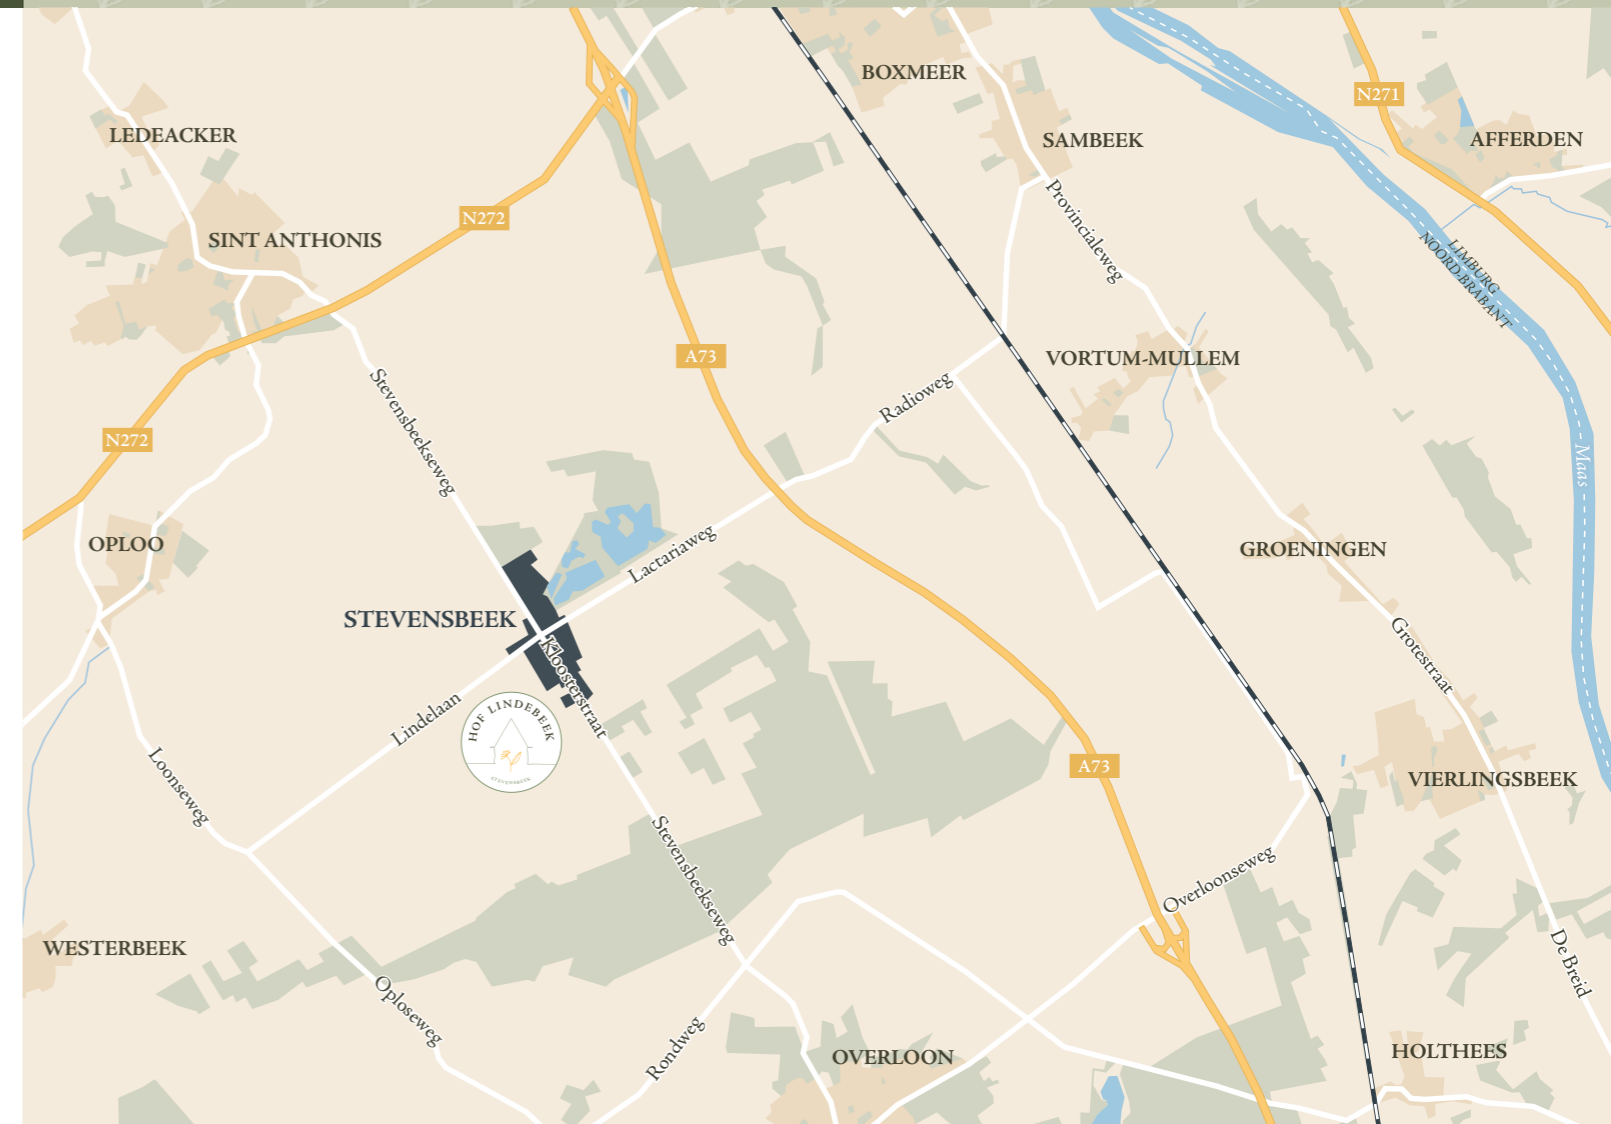 BOXMEER
N271
LEDEACKER
SAMBEEK
AFFERDEN
Provincialeweg
N272
SINT ANTHONIS
LIMBURG
NOORD-BRABANT
A73
VORTUM-MULLEM
Radioweg
Stevensbeekseweg
N272
Maas
OPLOO
Lactariaweg
GROENINGEN
STEVENSBEEK
Kloosterstraat
Grotestraat
Lindelaan
HOF LINDEBEEK
STEVENSBEEK
Loonseweg
A73
VIERLINGSBEEK
Stevensbeekseweg
Overloonseweg
WESTERBEEK
De Breid
Oploseweg
Rondweg
OVERLOON
HOLTHEES